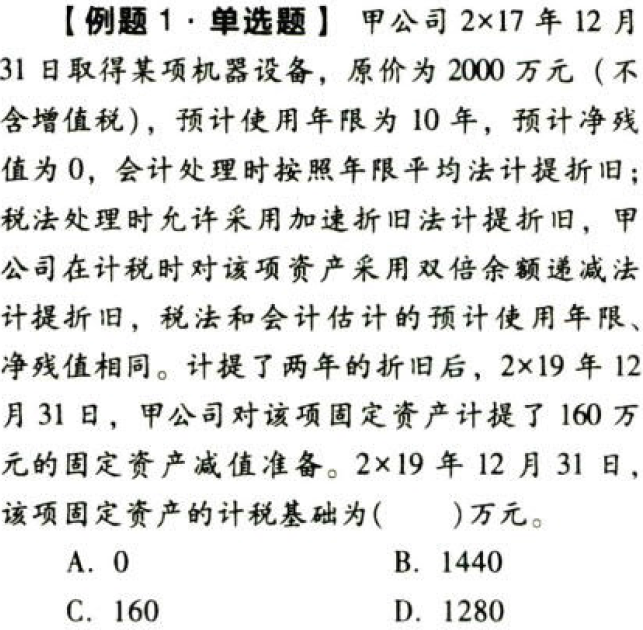 【例题 1·单选题】 甲公司 2×17 年 12 月
31 日取得某项机器设备，原价为 2000 万元（不
含增值税），预计使用年限为 10 年，预计净残
值为 0，会计处理时按照年限平均法计提折旧；
税法处理时允许采用加速折旧法计提折旧，甲
公司在计税时对该项资产采用双倍余额递减法
计提折旧，税法和会计估计的预计使用年限、
净残值相同。计提了两年的折旧后，2×19 年 12
月 31 日，甲公司对该项固定资产计提了 160 万
元的固定资产减值准备。2×19 年 12 月 31 日，
该项固定资产的计税基础为(　　)万元。
A. 0 B. 1440
C. 160 D. 1280